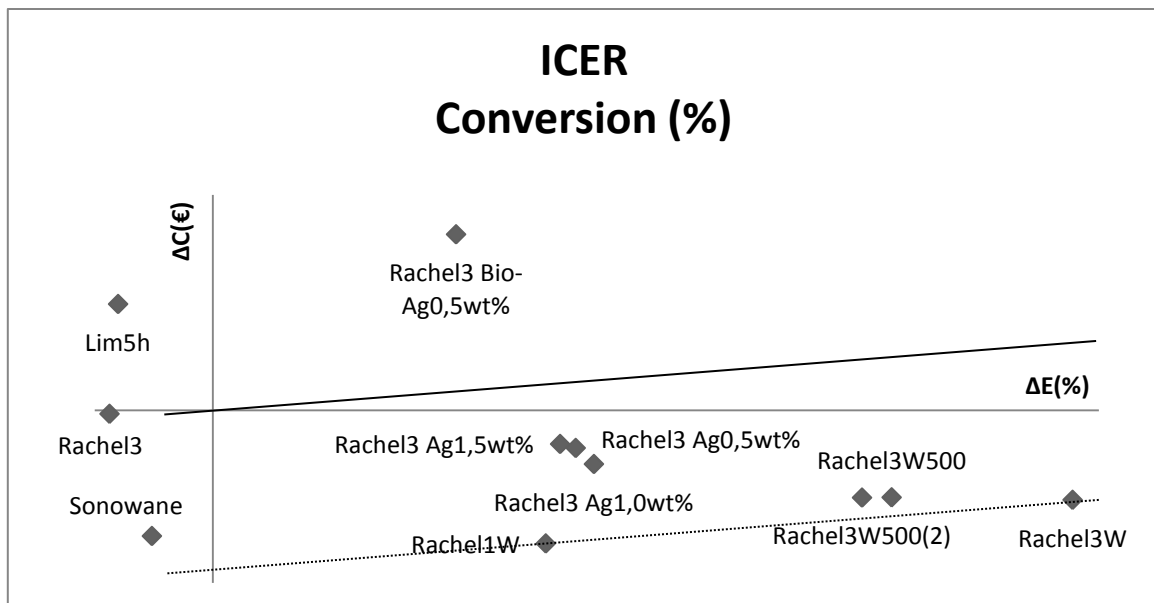 ICER
Conversion (%)
ΔC(€)
Rachel3 Bio-
Ag0,5wt%
Lim5h
ΔE(%)
Rachel3
Rachel3 Ag1,5wt%
Rachel3 Ag0,5wt%
Rachel3W500
Sonowane
Rachel3 Ag1,0wt%
Rachel1W
Rachel3W500(2)
Rachel3W